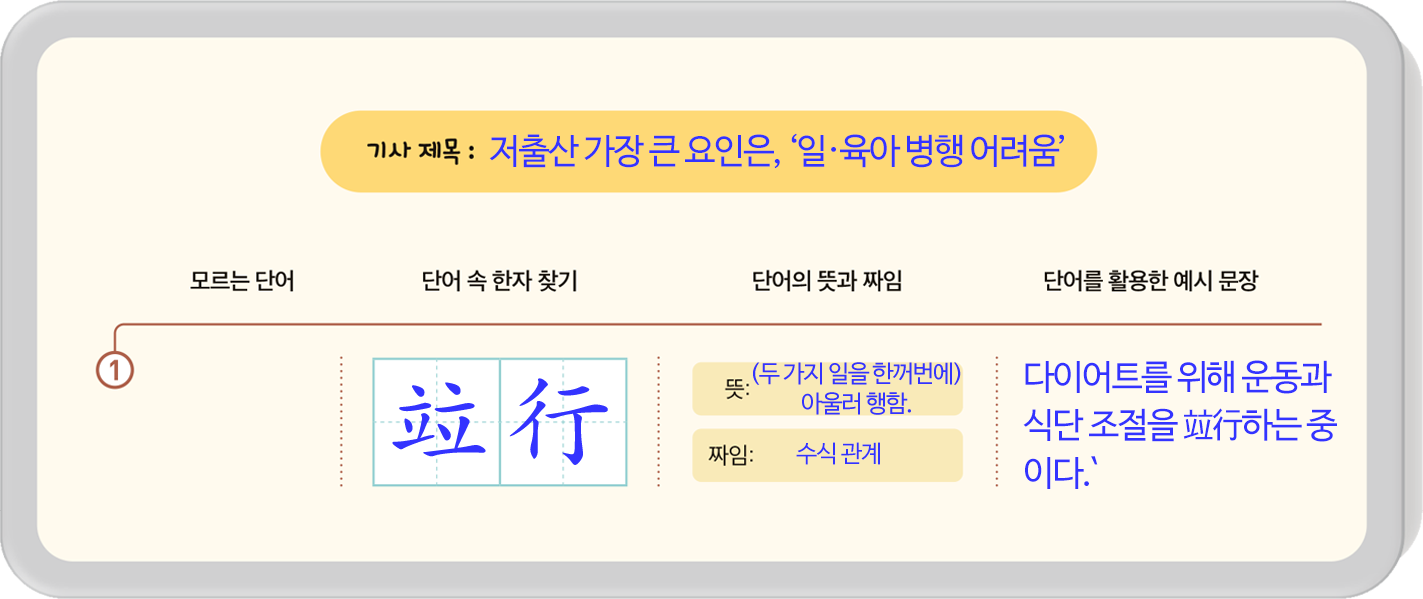 기사 제목 : 저출산 가장 큰 요인은, ‘일·육아 병행 어려움’
모르는 단어
단어 속 한자 찾기
단어의 뜻과 짜임
단어를 활용한 예시 문장
1
竝行
뜻: (두 가지 일을 한꺼번에)
아울러 행함.
짜임: 수식 관계
다이어트를 위해 운동과
식단 조절을 竝行하는 중
이다.‵